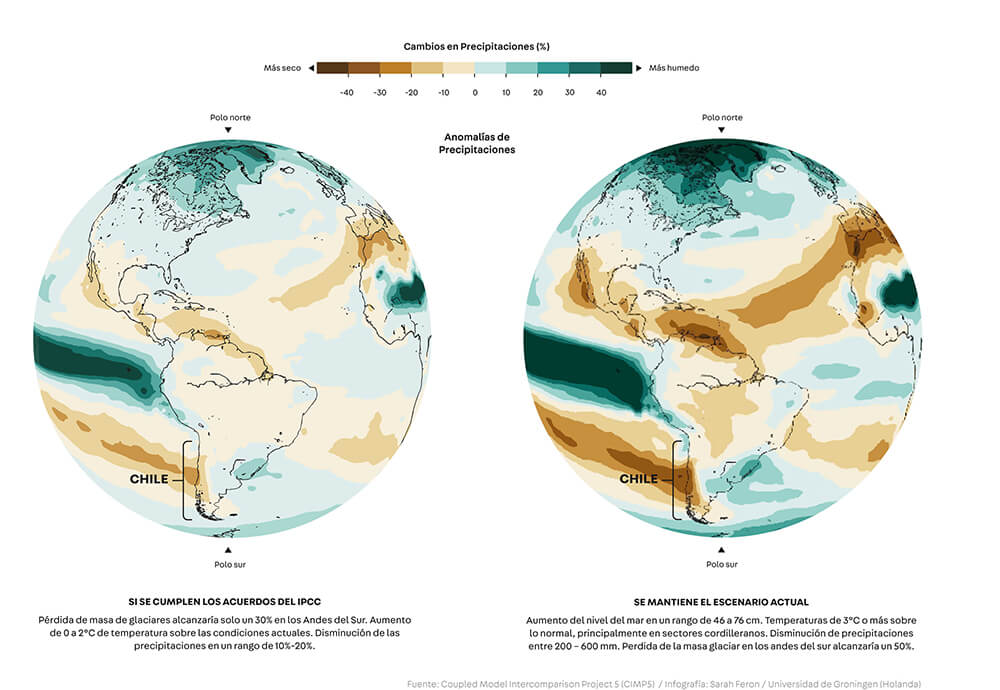 Cambios en Precipitaciones (%)
Más seco
Más humedo
-40 -30 -20 -10 0 10 20 30 40
Anomalías de
Precipitaciones
Polo norte
Polo norte
CHILE
CHILE
Polo sur
Polo sur
SI SE CUMPLEN LOS ACUERDOS DEL IPCC
Pérdida de masa de glaciares alcanzaría solo un 30% en los Andes del Sur. Aumento
de 0 a 2°C de temperatura sobre las condiciones actuales. Disminución de las
precipitaciones en un rango de 10%-20%.
SE MANTIENE EL ESCENARIO ACTUAL
Aumento del nivel del mar en un rango de 46 a 76 cm. Temperaturas de 3°C o más sobre
lo normal, principalmente en sectores cordilleranos. Disminución de precipitaciones
entre 200 – 600 mm. Perdida de la masa glaciar en los andes del sur alcanzaría un 50%.
Fuente: Coupled Model Intercomparison Project 5 (CIMP5) / Infografía: Sarah Feron / Universidad de Groningen (Holanda)